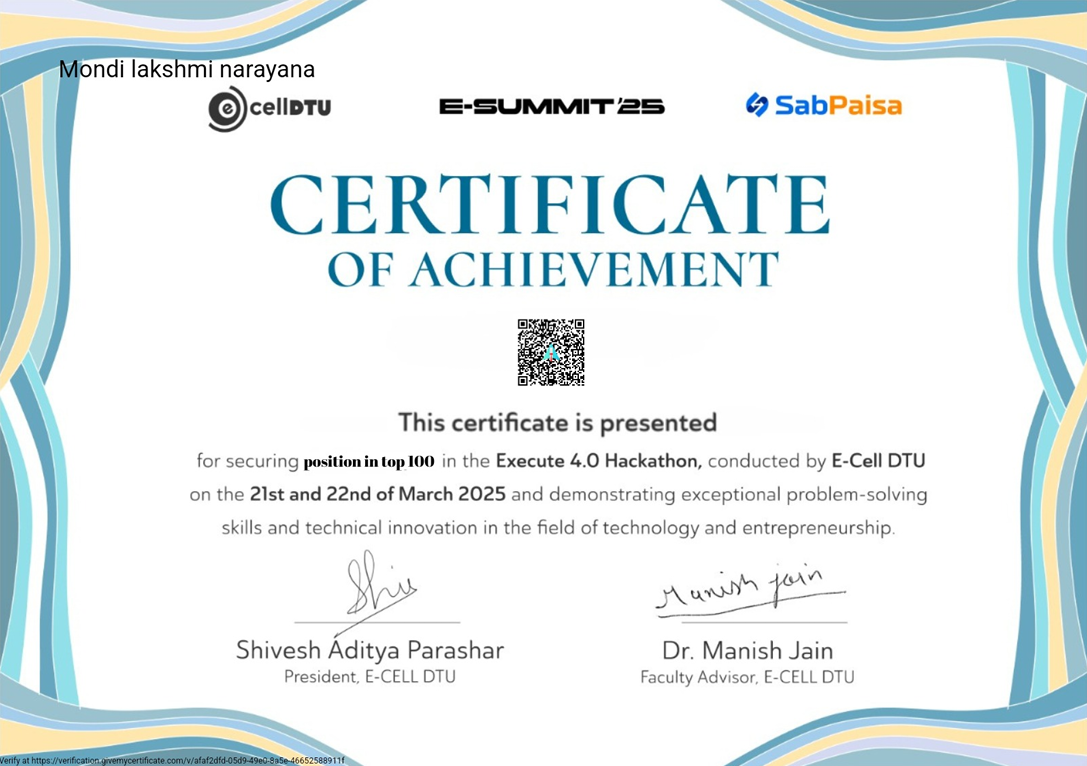 Mondi lakshmi narayana
e cellDTU
E-SUMMIT'25
SabPaisa
CERTIFICATE
OF ACHIEVEMENT
This certificate is presented
for securing position in top 100 in the Execute 4.0 Hackathon, conducted by E-Cell DTU
on the 21st and 22nd of March 2025 and demonstrating exceptional problem-solving
skills and technical innovation in the field of technology and entrepreneurship.
Shiv
Manish jain
Shivesh Aditya Parashar
Dr. Manish Jain
President, E-CELL DTU
Faculty Advisor, E-CELL DTU
Verify at https://verification.givemycertificate.com/v/afaf2dfd-05d9-49e0-8a5e-46652588911f